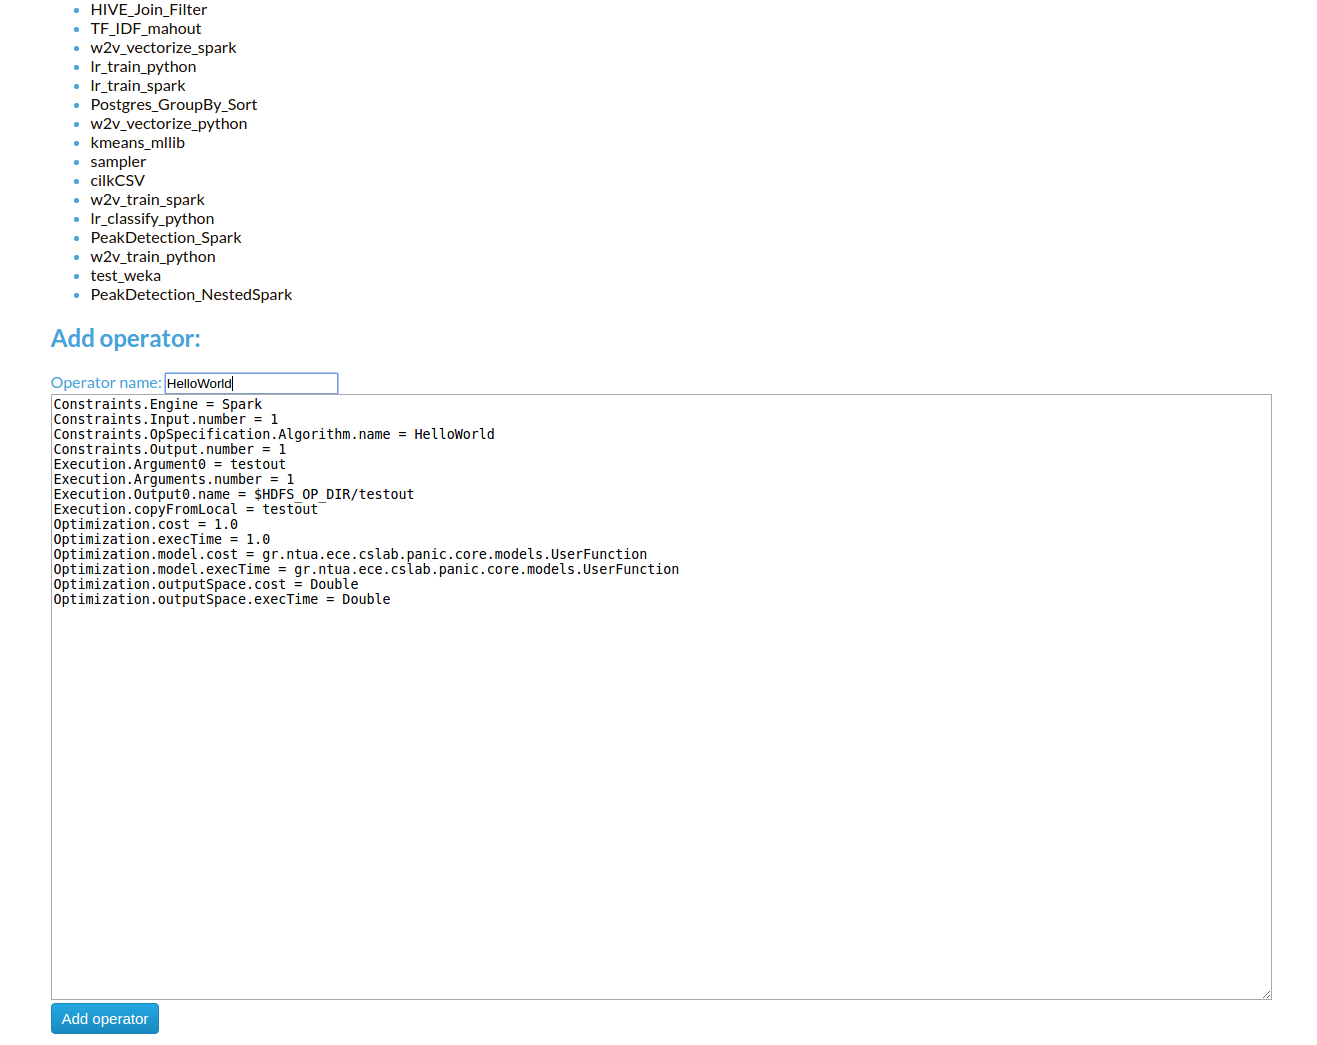 HIVE_Join_Filter
TF_IDF_mahout
w2v_vectorize_spark
lr_train_python
lr_train_spark
Postgres_GroupBy_Sort
w2v_vectorize_python
kmeans_mllib
sampler
cilkCSV
w2v_train_spark
lr_classify_python
PeakDetection_Spark
w2v_train_python
test_weka
PeakDetection_NestedSpark
Add operator:
Operator name: HelloWorld
Constraints.Engine = Spark
Constraints.Input.number = 1
Constraints.OpSpecification.Algorithm.name = HelloWorld
Constraints.Output.number = 1
Execution.Argument0 = testout
Execution.Arguments.number = 1
Execution.Output0.name = $HDFS_OP_DIR/testout
Execution.copyFromLocal = testout
Optimization.cost = 1.0
Optimization.execTime = 1.0
Optimization.model.cost = gr.ntua.ece.cslab.panic.core.models.UserFunction
Optimization.model.execTime = gr.ntua.ece.cslab.panic.core.models.UserFunction
Optimization.outputSpace.cost = Double
Optimization.outputSpace.execTime = Double
Add operator